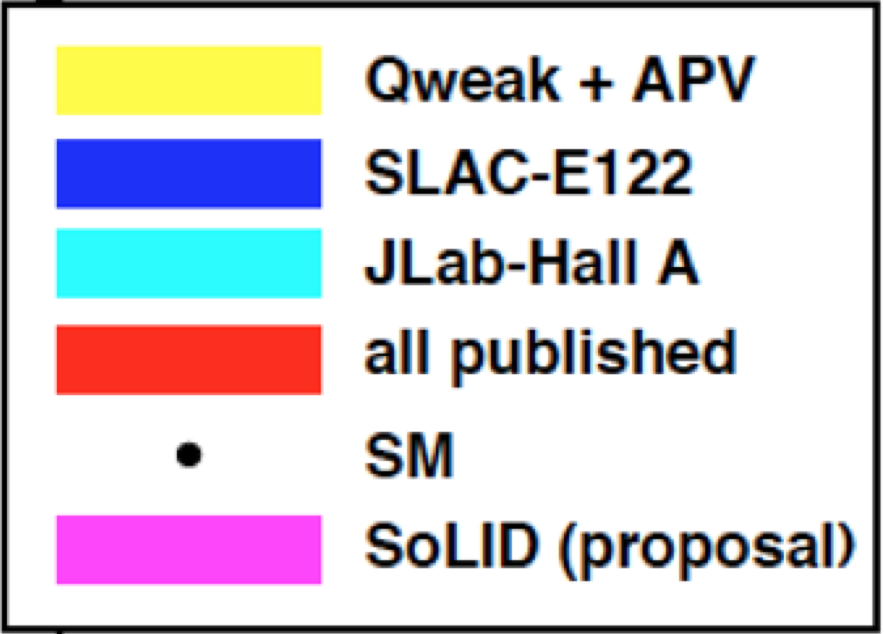 Qweak + APV
SLAC-E122
JLab-Hall A
all published
SM
SoLID (proposal)